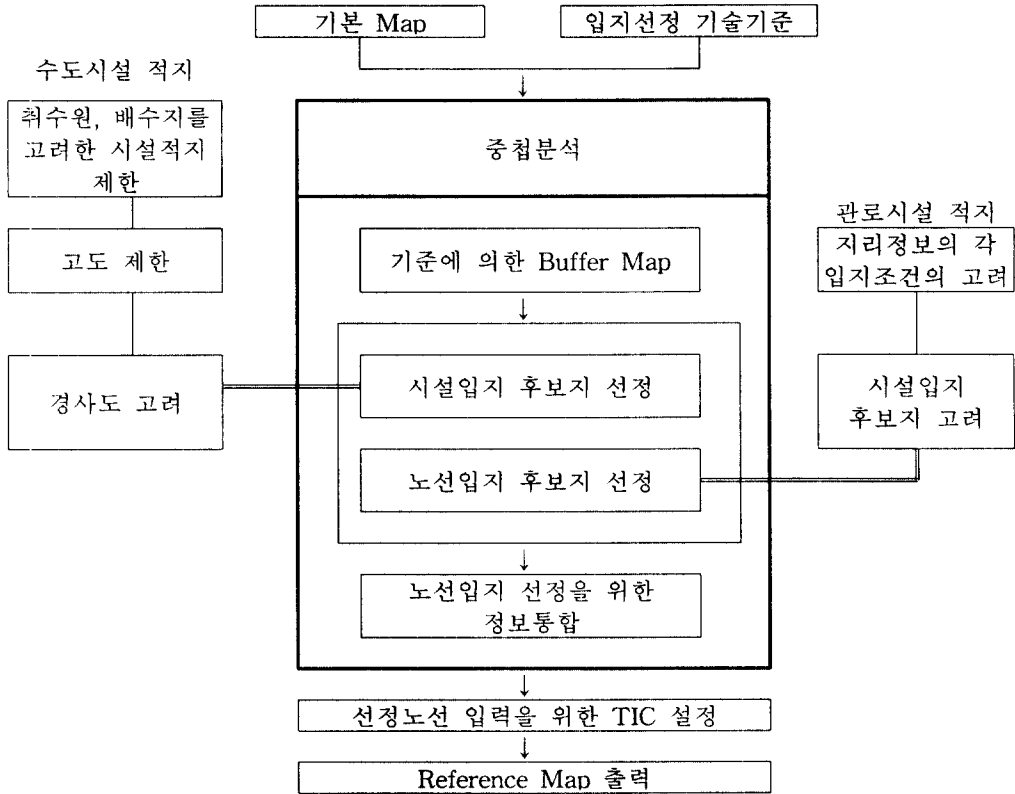 기본 Map
입지선정 기술기준
수도시설 적지
취수원, 배수지를
고려한 시설적지
제한
고도 제한
경사도 고려
중첩분석
기준에 의한 Buffer Map
시설입지 후보지 선정
노선입지 후보지 선정
노선입지 선정을 위한
정보통합
관로시설 적지
지리정보의 각
입지조건의 고려
시설입지
후보지 고려
선정노선 입력을 위한 TIC 설정
Reference Map 출력